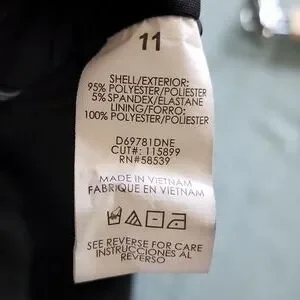 11
SHELL/EXTERIOR:
95% POLYESTER/POLIESTER
5% SPANDEX/ELASTANE
LINING/FORRO:
100% POLYESTER/POLIESTER
D69781DNE
CUT#: 115899
RN#58539
MADE IN VIETNAM
FABRIQUE EN VIETNAM
SEE REVERSE FOR CARE
INSTRUCCIONES AL
REVERSO